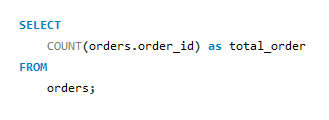 SELECT
    COUNT(orders.order_id) as total_order
FROM
    orders;